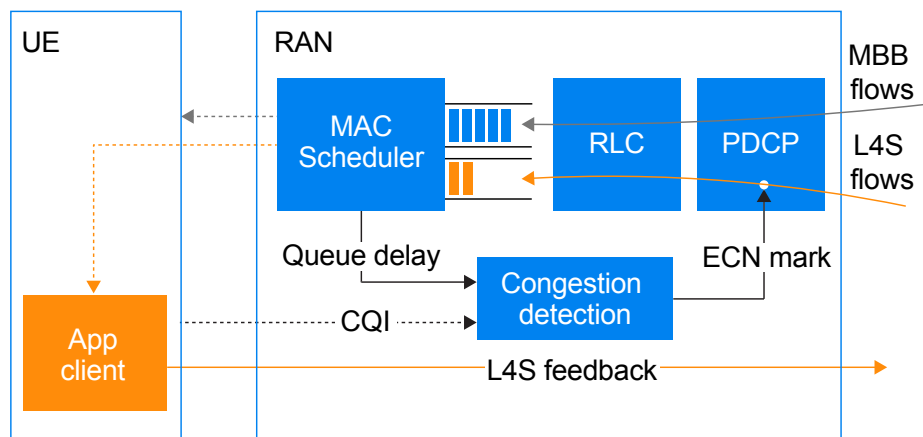 UE
RAN
MBB
flows
MAC
Scheduler
RLC
PDCP
L4S
flows
Queue delay
ECN mark
Congestion
detection
CQI
App
client
L4S feedback